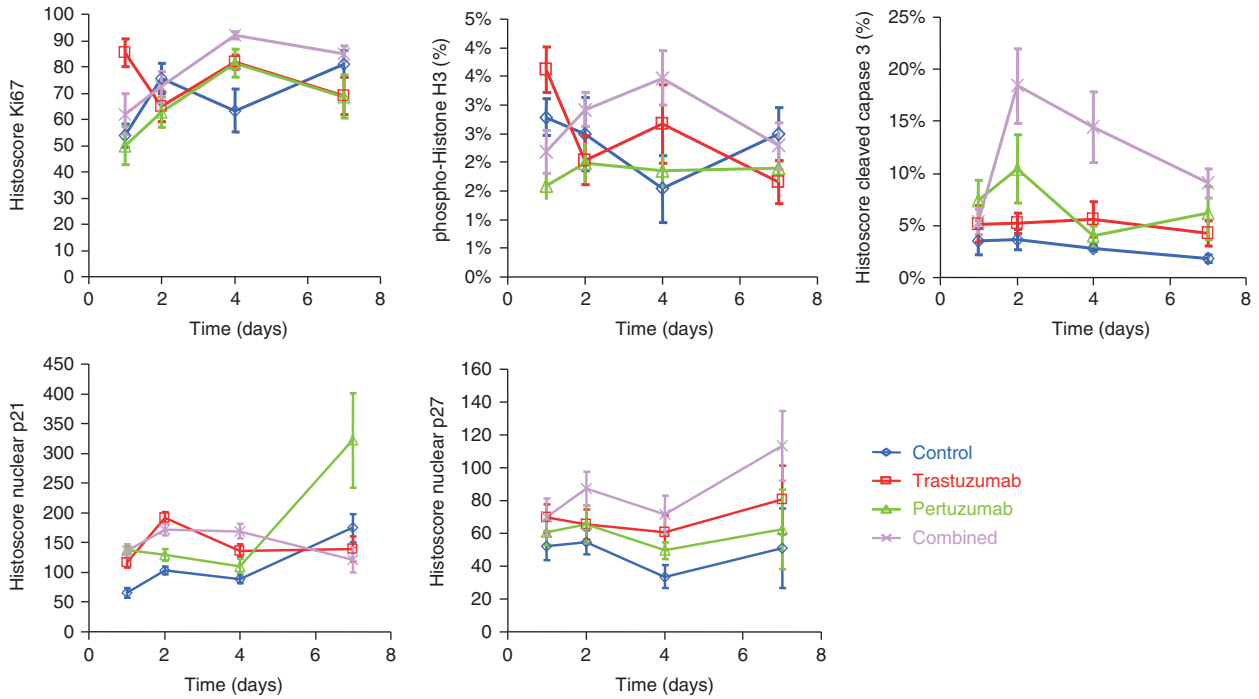 Histoscore Ki67
100
90
80
70
60
50
40
30
20
10
0
0 2 4 6 8
Time (days)
phospho-Histone H3 (%)
5%
4%
4%
3%
3%
2%
2%
1%
1%
0%
0 2 4 6 8
Time (days)
Histoscore cleaved capase 3 (%)
25%
20%
15%
10%
5%
0%
0 2 4 6 8
Time (days)
Histoscore nuclear p21
450
400
350
300
250
200
150
100
50
0
0 2 4 6 8
Time (days)
Histoscore nuclear p27
160
140
120
100
80
60
40
20
0
0 2 4 6 8
Time (days)
Control
Trastuzumab
Pertuzumab
Combined